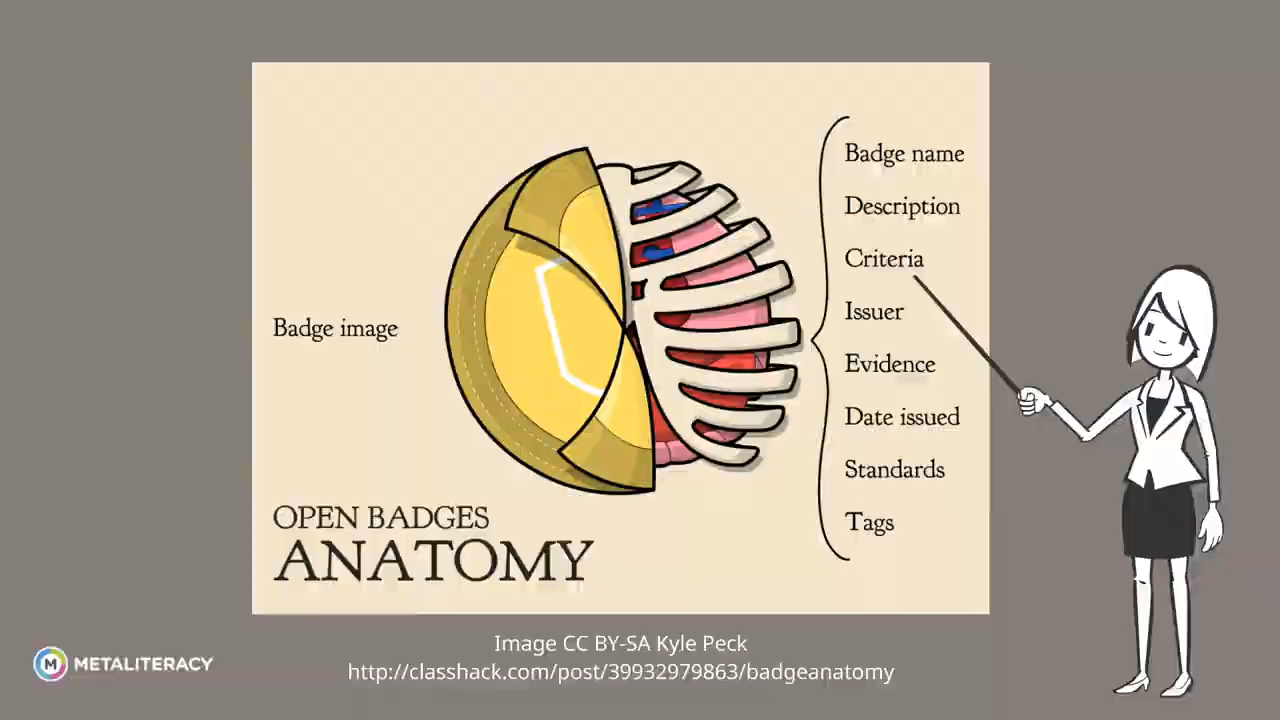 Badge name
Description
Criteria
Issuer
Evidence
Date issued
Standards
Tags
Badge image
OPEN BADGES
ANATOMY
Image CC BY-SA Kyle Peck
http://classhack.com/post/39932979863/badgeanatomy
M METALITERACY